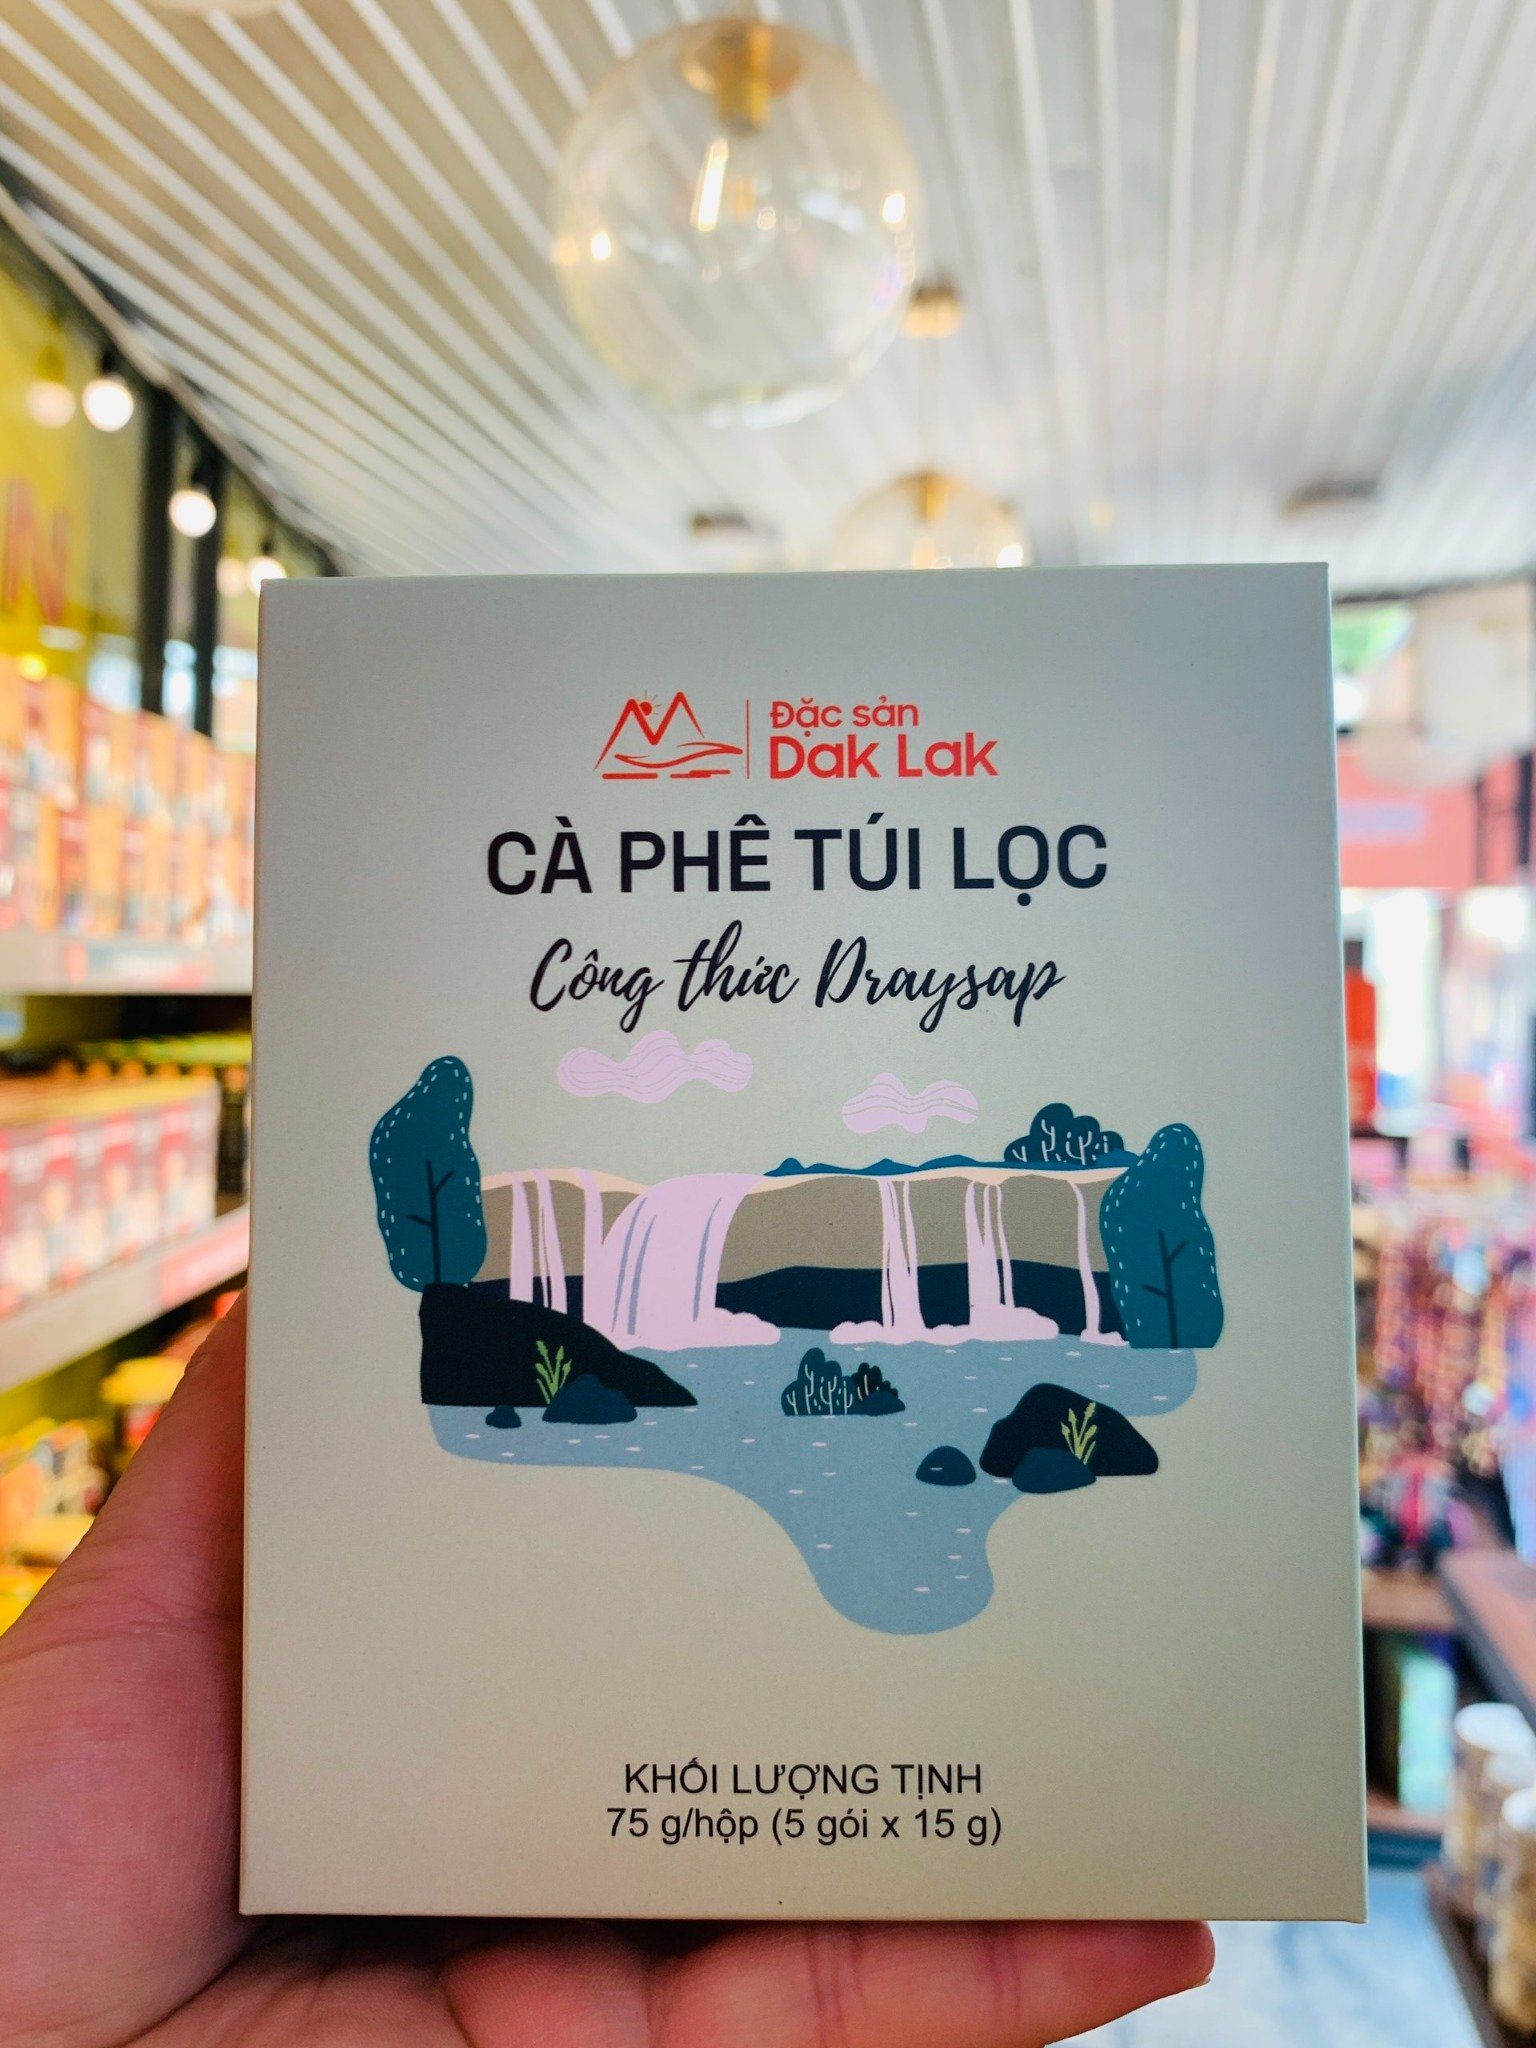 Đặc sản
Dak Lak
CÀ PHÊ TÚI LỌC
Công thức Draysap
KHỐI LƯỢNG TỊNH
75 g/hộp (5 gói x 15 g)